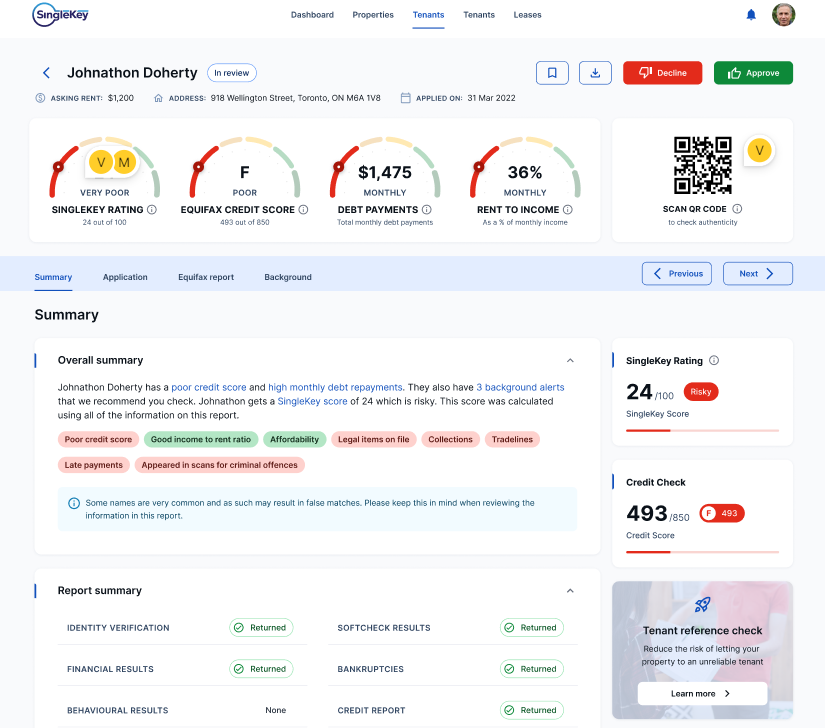 SingleKey
Dashboard Properties Tenants Tenants Leases
Johnathon Doherty In review Decline Approve
ASKING RENT: $1,200 ADDRESS: 918 Wellington Street, Toronto, ON M6A 1V8 APPLIED ON: 31 Mar 2022
V M
VERY POOR
SINGLEKEY RATING
24 out of 100
F
POOR
EQUIFAX CREDIT SCORE
493 out of 850
$1,475
MONTHLY
DEBT PAYMENTS
Total monthly debt payments
36%
MONTHLY
RENT TO INCOME
As a % of monthly income
V
SCAN QR CODE
to check authenticity
Summary Application Equifax report Background Previous Next
Summary
Overall summary
Johnathon Doherty has a poor credit score and high monthly debt repayments. They also have 3 background alerts
that we recommend you check. Johnathon gets a SingleKey score of 24 which is risky. This score was calculated
using all of the information on this report.
Poor credit score Good income to rent ratio Affordability Legal items on file Collections Tradelines
Late payments Appeared in scans for criminal offences
Some names are very common and as such may result in false matches. Please keep this in mind when reviewing the
information in this report.
SingleKey Rating
24 /100 Risky
SingleKey Score
Credit Check
493 /850 F 493
Credit Score
Report summary
IDENTITY VERIFICATION Returned SOFTCHECK RESULTS Returned
FINANCIAL RESULTS Returned BANKRUPTCIES Returned
BEHAVIOURAL RESULTS None CREDIT REPORT Returned
Tenant reference check
Reduce the risk of letting your
property to an unreliable tenant
Learn more